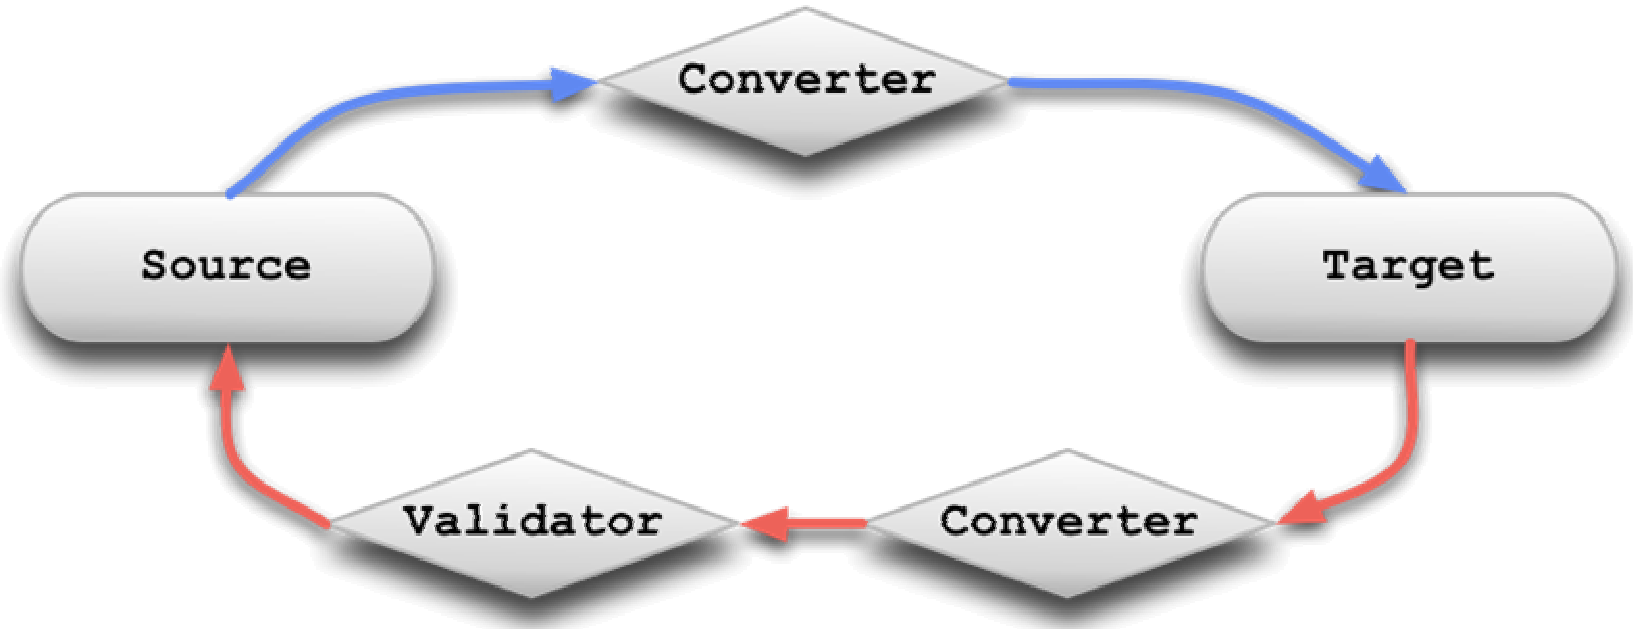 Converter
Source
Target
Validator
Converter